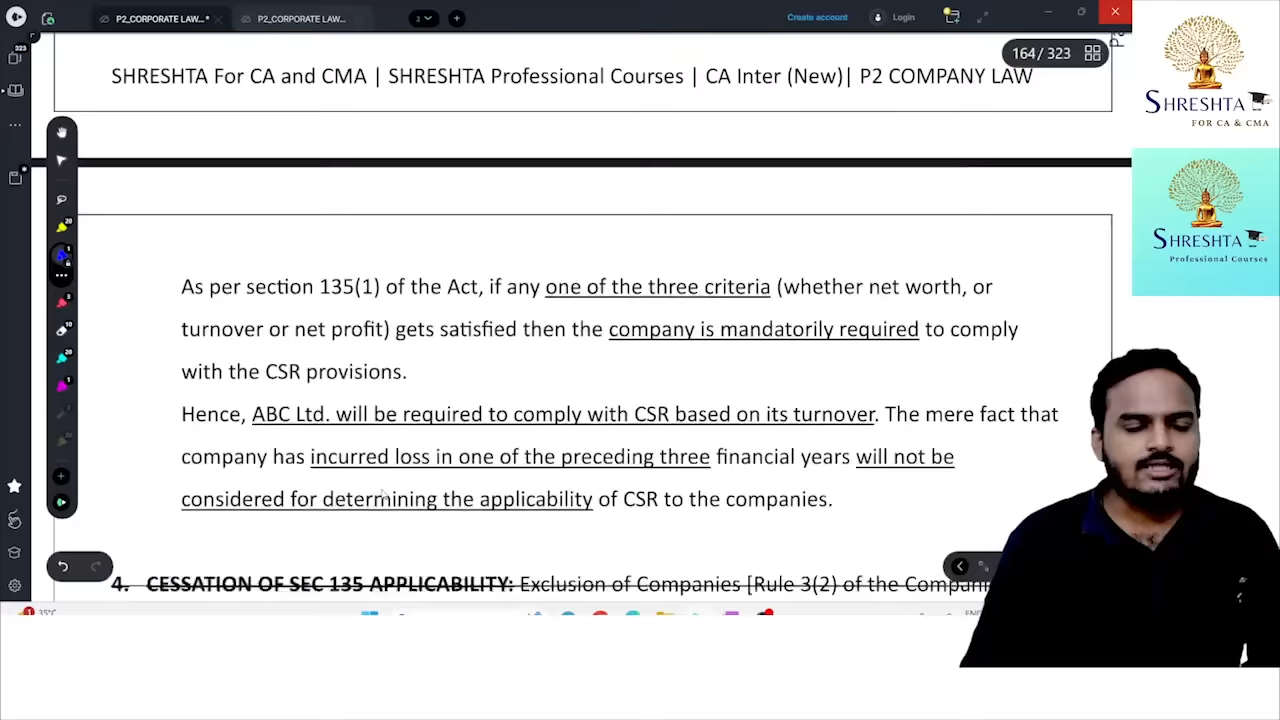 P2_CORPORATE LAW...*
P2_CORPORATE LAW...
2
Create account
Login
323
164/ 323
SHRESHTA For CA and CMA | SHRESHTA Professional Courses | CA Inter (New)| P2 COMPANY LAW
As per section 135(1) of the Act, if any one of the three criteria (whether net worth, or
turnover or net profit) gets satisfied then the company is mandatorily required to comply
with the CSR provisions.
Hence, ABC Ltd. will be required to comply with CSR based on its turnover. The mere fact that
company has incurred loss in one of the preceding three financial years will not be
considered for determining the applicability of CSR to the companies.
4. CESSATION OF SEC 135 APPLICABILITY: Exclusion of Companies [Rule 3(2) of the
35°C
SHRESHTA
FOR CA & CMA
SHRESHTA
Professional Courses